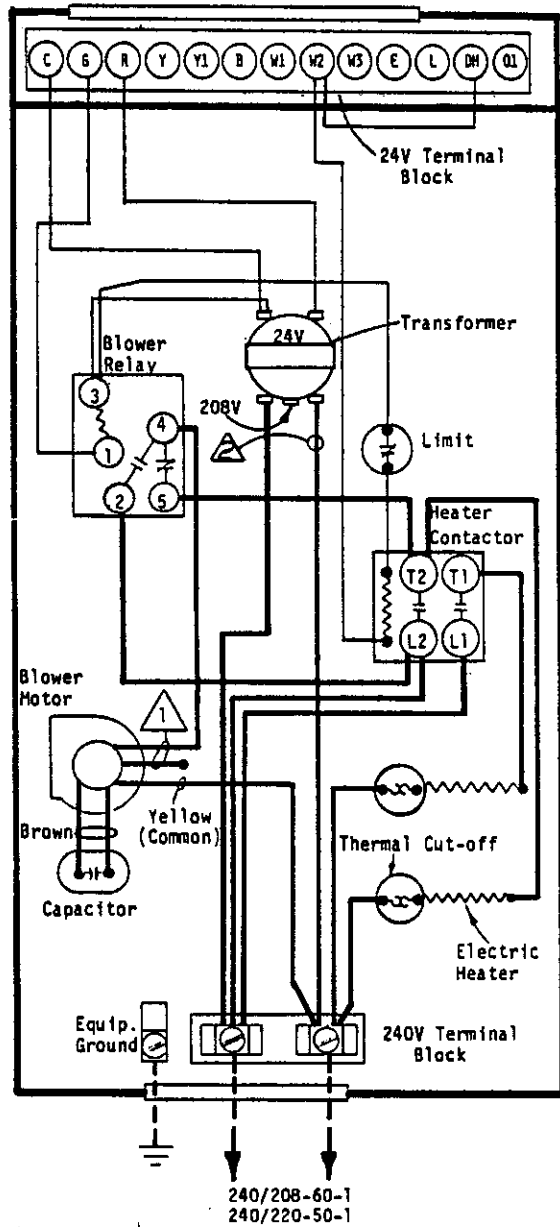 C G R Y Y1 B W1 W2 W3 E L DH Q1
24V Terminal
Block
24V
Transformer
Blower
Relay
3
208V
4
1
2
2 5
Limit
Heater
Contactor
T2 T1
L2 L1
Blower
Motor
1
Yellow
(Common)
Brown
Thermal Cut-off
Capacitor
Electric
Heater
Equip.
Ground
240V Terminal
Block
240/208-60-1
240/220-50-1